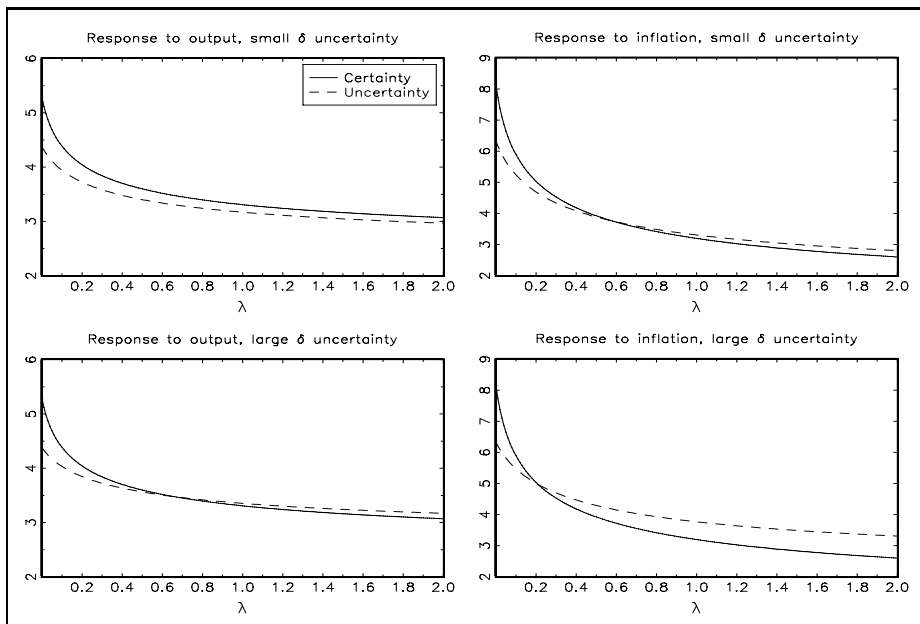 Response to output, small δ uncertainty
6
5
4
3
2
0.2 0.4 0.6 0.8 1.0 1.2 1.4 1.6 1.8 2.0
λ
Certainty
Uncertainty
Response to inflation, small δ uncertainty
9
8
7
6
5
4
3
2
0.2 0.4 0.6 0.8 1.0 1.2 1.4 1.6 1.8 2.0
λ
Response to output, large δ uncertainty
6
5
4
3
2
0.2 0.4 0.6 0.8 1.0 1.2 1.4 1.6 1.8 2.0
λ
Response to inflation, large δ uncertainty
9
8
7
6
5
4
3
2
0.2 0.4 0.6 0.8 1.0 1.2 1.4 1.6 1.8 2.0
λ